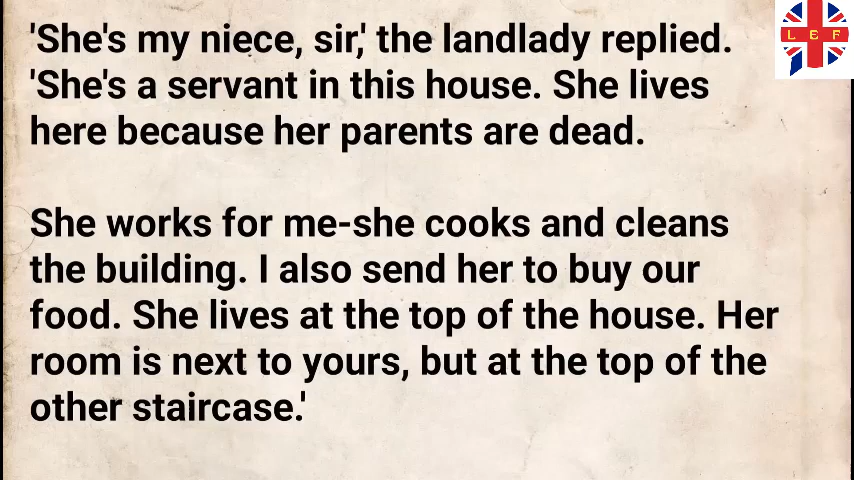 'She's my niece, sir,' the landlady replied.
'She's a servant in this house. She lives
here because her parents are dead.
She works for me-she cooks and cleans
the building. I also send her to buy our
food. She lives at the top of the house. Her
room is next to yours, but at the top of the
other staircase.'
LEF